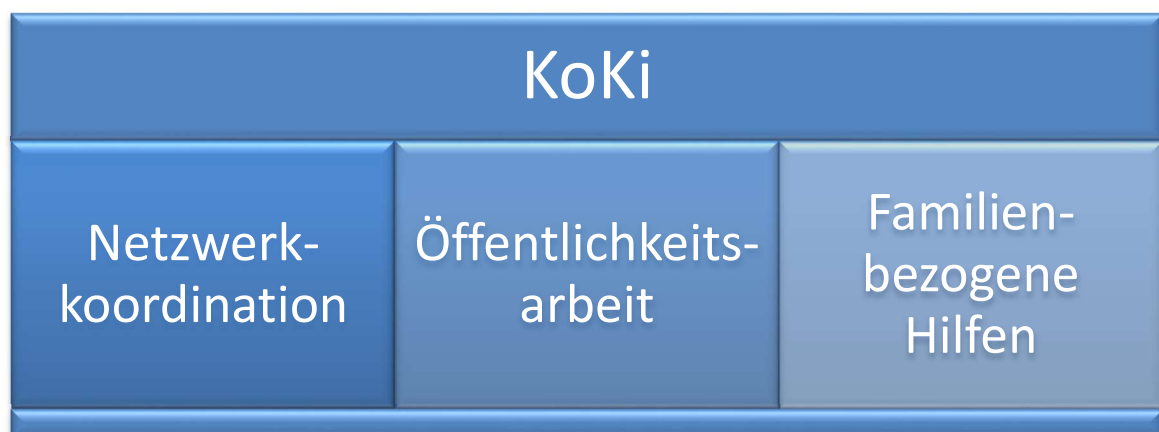 KoKi
Netzwerk-
koordination
Öffentlichkeits-
arbeit
Familien-
bezogene
Hilfen